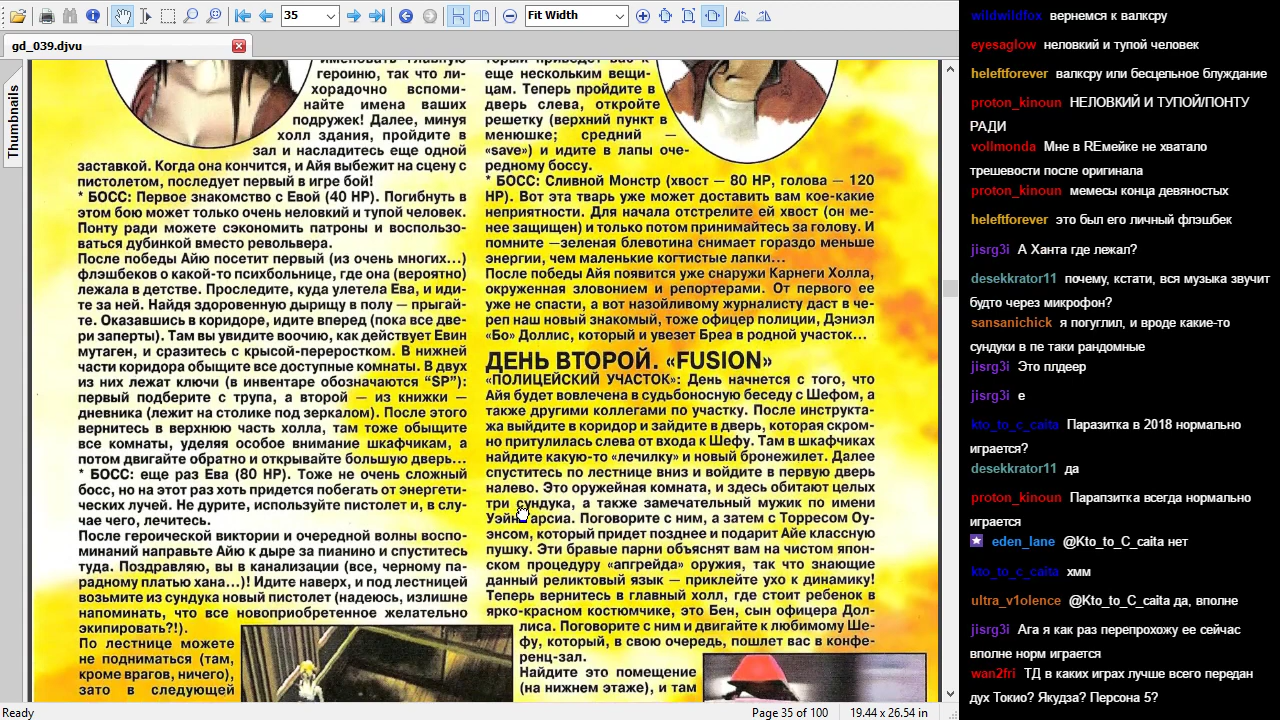 35
Fit Width
gd_039.djvu
Thumbnails
героиню, так что ли-
хорадочно вспоми-
найте имена ваших
подружек! Далее, минуя
холл здания, пройдите в
зал и насладитесь еще одной
заставкой. Когда она кончится, и Айя выбежит на сцену с
пистолетом, последует первый в игре бой!
* БОСС: Первое знакомство с Евой (40 HP). Погибнуть в
этом бою может только очень неловкий и тупой человек.
Понту ради можете сэкономить патроны и воспользо-
ваться дубинкой вместо револьвера.
После победы Айю посетит первый (из очень многих...)
флэшбеков о какой-то психбольнице, где она (вероятно)
лежала в детстве. Проследите, куда улетела Ева, и иди-
те за ней. Найдя здоровенную дырищу в полу — прыгай-
те. Оказавшись в коридоре, идите вперед (пока все две-
ри заперты). Там вы увидите воочию, как действует Евин
мутаген, и сразитесь с крысой-переростком. В нижней
части коридора обыщите все доступные комнаты. В двух
из них лежат ключи (в инвентаре обозначаются “SP”):
первый подберите с трупа, а второй — из книжки —
дневника (лежит на столике под зеркалом). После этого
вернитесь в верхнюю часть холла, там тоже обыщите
все комнаты, уделяя особое внимание шкафчикам, а
потом двигайте обратно и открывайте большую дверь...
* БОСС: еще раз Ева (80 HP). Тоже не очень сложный
босс, но на этот раз хоть придется побегать от энергети-
ческих лучей. Не дурите, используйте пистолет и, в слу-
чае чего, лечитесь.
После героической виктории и очередной волны воспо-
минаний направьте Айю к дыре за пианино и спуститесь
туда. Поздравляю, вы в канализации (все, черному па-
радному платью хана...)! Идите наверх, и под лестницей
возьмите из сундука новый пистолет (надеюсь, излишне
напоминать, что все новоприобретенное желательно
экипировать?!).
По лестнице можете
не подниматься (там,
кроме врагов, ничего),
зато в следующей
еще нескольким вещи-
цам. Теперь пройдите в
дверь слева, откройте
решетку (верхний пункт в
менюшке; средний —
«save») и идите в лапы оче-
редному боссу.
* БОСС: Сливной Монстр (хвост — 80 HP, голова — 120
HP). Вот эта тварь уже может доставить вам кое-какие
неприятности. Для начала отстрелите ей хвост (он ме-
нее защищен) и только потом принимайтесь за голову. И
помните —зеленая блевотина снимает гораздо меньше
энергии, чем маленькие когтистые лапки...
После победы Айя появится уже снаружи Карнеги Холла,
окруженная зловонием и репортерами. От первого ее
уже не спасти, а вот назойливому журналисту даст в че-
реп наш новый знакомый, тоже офицер полиции, Дэниэл
«Бо» Доллис, который и увезет Бреа в родной участок...
ДЕНЬ ВТОРОЙ. «FUSION»
«ПОЛИЦЕЙСКИЙ УЧАСТОК»: День начнется с того, что
Айя будет вовлечена в судьбоносную беседу с Шефом, а
также другими коллегами по участку. После инструкта-
жа выйдите в коридор и зайдите в дверь, которая скром-
но притулилась слева от входа к Шефу. Там в шкафчиках
найдите какую-то «лечилку» и новый бронежилет. Далее
спуститесь по лестнице вниз и войдите в первую дверь
налево. Это оружейная комната, и здесь обитают целых
три сундука, а также замечательный мужик по имени
Поговорите с ним, а затем с Торресом Оу-
энсом, который придет позднее и подарит Айе классную
пушку. Эти бравые парни объяснят вам на чистом япон-
ском процедуру «апгрейда» оружия, так что знающие
данный реликтовый язык — приклейте ухо к динамику!
Теперь вернитесь в главный холл, где стоит ребенок в
ярко-красном костюмчике, это Бен, сын офицера Дол-
лиса. Поговорите с ним и двигайте к любимому Ше-
фу, который, в свою очередь, пошлет вас в конфе-
ренц-зал.
Найдите это помещение
(на нижнем этаже), и там
Ready
Page 35 of 100
19.44 x 26.54 in
wildwildfox вернемся к валксру
eyesaglow неловкий и тупой человек
heleftforever валксру или бесцельное блуждание
proton_kinoun НЕЛОВКИЙ И ТУПОЙ/ПОНТУ
РАДИ
vollmonda Мне в REмейке не хватало
трешевости после оригинала
proton_kinoun мемесы конца девяностых
heleftforever это был его личный флэшбек
jisrg3i А Ханта где лежал?
desekkrator11 почему, кстати, вся музыка звучит
будто через микрофон?
sansanichick я погуглил, и вроде какие-то
сундуки в пе таки рандомные
jisrg3i Это плдеер
jisrg3i е
kto_to_c_caita Паразитка в 2018 нормально
играется?
desekkrator11 да
proton_kinoun Парапзитка всегда нормально
играется
eden_lane @Kto_to_C_caita нет
kto_to_c_caita хмм
ultra_v1olence @Kto_to_C_caita да, вполне
jisrg3i Ага я как раз перепрохожу ее сейчас
вполне норм играется
wan2fri ТД в каких играх лучше всего передан
дух Токио? Якудза? Персона 5?